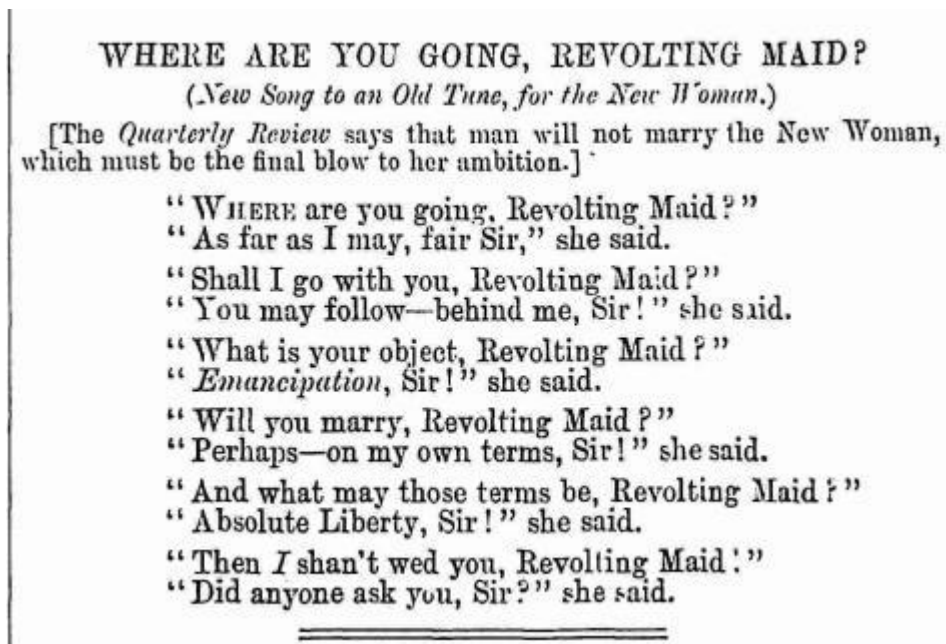 WHERE ARE YOU GOING, REVOLTING MAID?
(New Song to an Old Tune, for the New Woman.)
[The Quarterly Review says that man will not marry the New Woman,
which must be the final blow to her ambition.]
"WHERE are you going, Revolting Maid?"
"As far as I may, fair Sir," she said.
"Shall I go with you, Revolting Maid?"
"You may follow—behind me, Sir!" she said.
"What is your object, Revolting Maid?"
"Emancipation, Sir!" she said.
"Will you marry, Revolting Maid?"
"Perhaps—on my own terms, Sir!" she said.
"And what may those terms be, Revolting Maid?"
"Absolute Liberty, Sir!" she said.
"Then I shan't wed you, Revolting Maid!"
"Did anyone ask you, Sir?" she said.